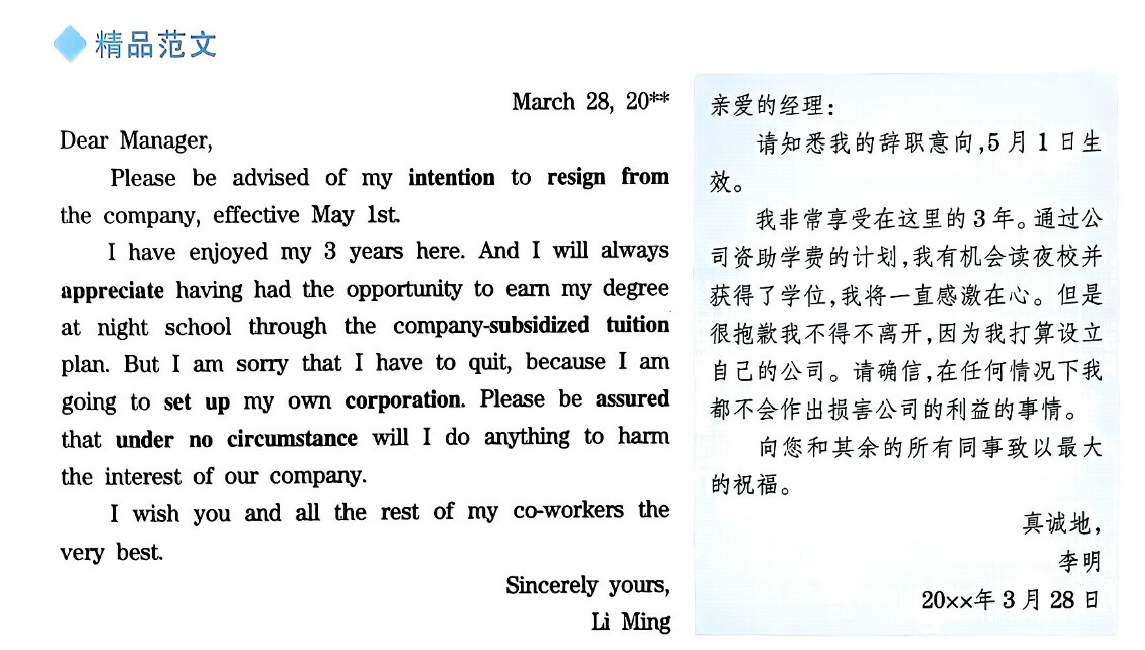 精品范文
March 28, 20**
Dear Manager,
Please be advised of my intention to resign from
the company, effective May 1st.
I have enjoyed my 3 years here. And I will always
appreciate having had the opportunity to earn my degree
at night school through the company-subsidized tuition
plan. But I am sorry that I have to quit, because I am
going to set up my own corporation. Please be assured
that under no circumstance will I do anything to harm
the interest of our company.
I wish you and all the rest of my co-workers the
very best.
Sincerely yours,
Li Ming
亲爱的经理:
请知悉我的辞职意向,5月1日生
效。
我非常享受在这里的3年。通过公
司资助学费的计划,我有机会读夜校并
获得了学位,我将一直感激在心。但是
很抱歉我不得不离开,因为我打算设立
自己的公司。请确信,在任何情况下我
都不会作出损害公司的利益的事情。
向您和其余的所有同事致以最大
的祝福。
真诚地,
李明
20××年3月28日